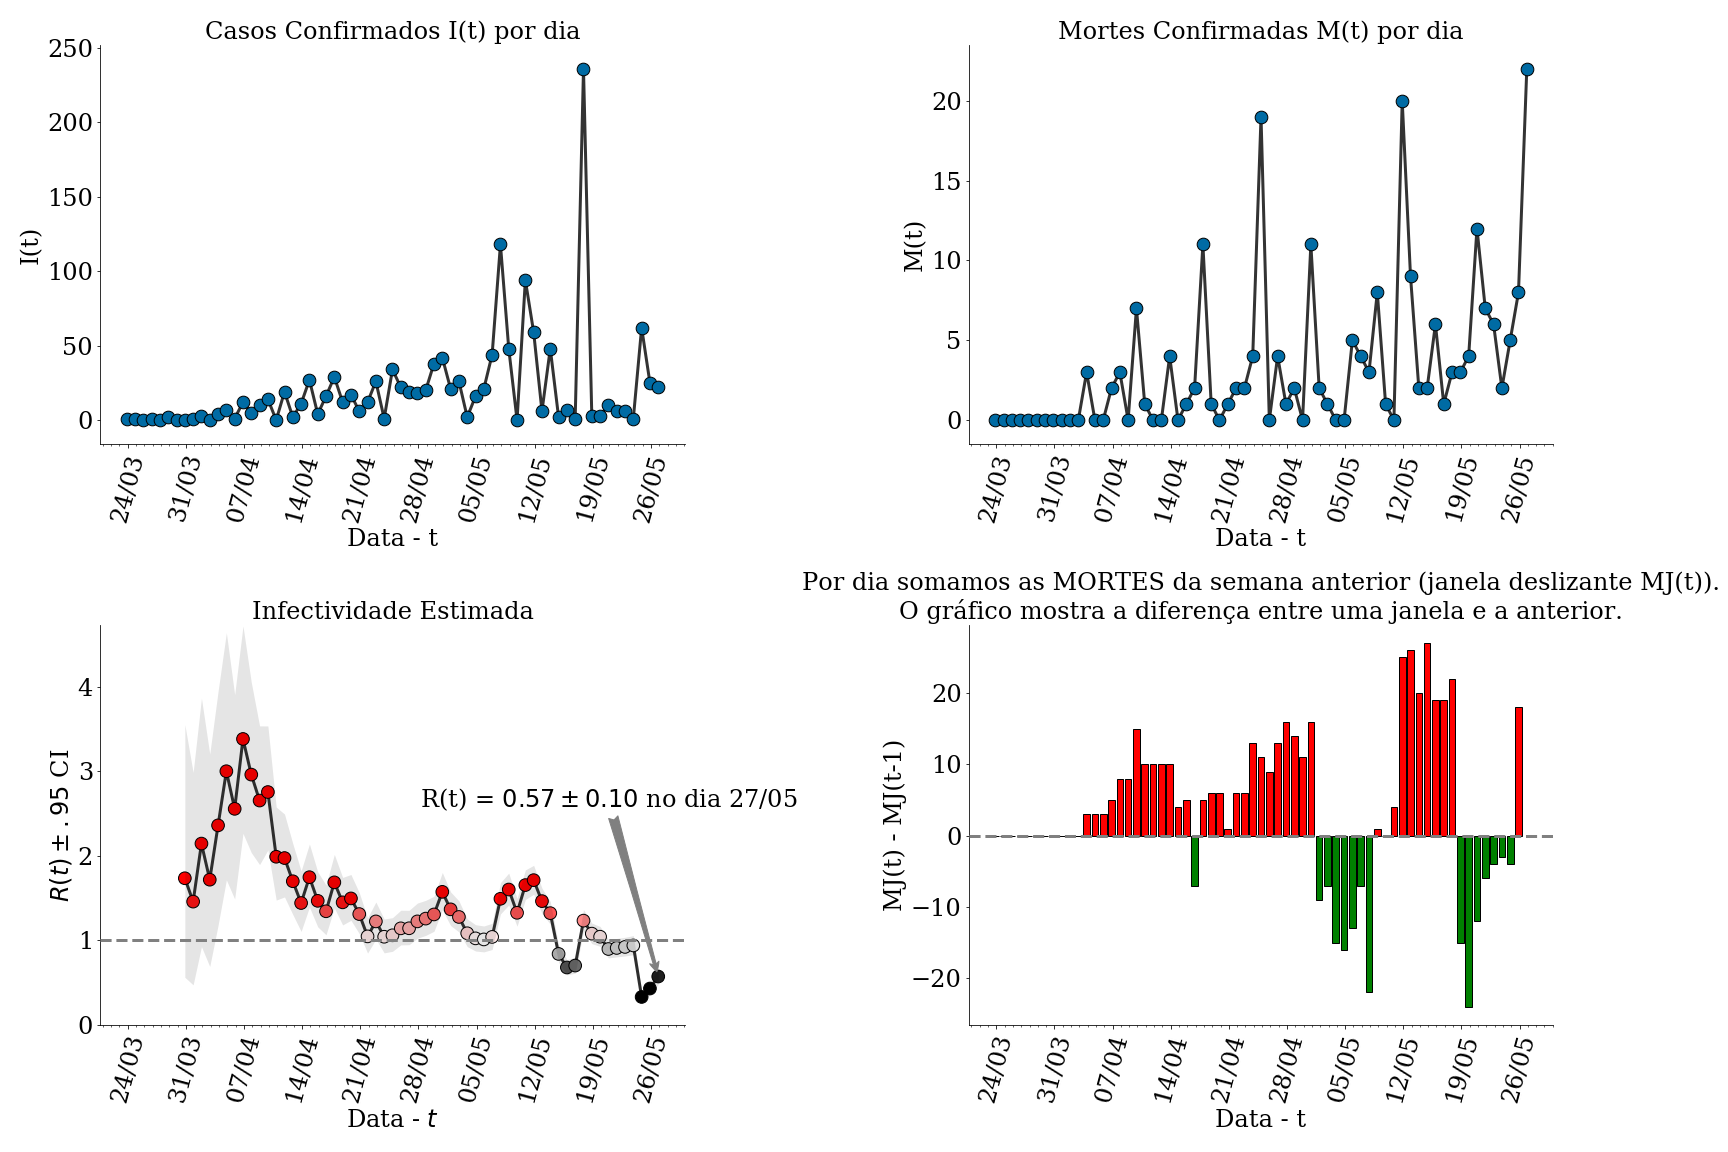 Casos Confirmados I(t) por dia
250
200
150
100
50
0
I(t)
24/03 31/03 07/04 14/04 21/04 28/04 05/05 12/05 19/05 26/05
Data - t
Mortes Confirmadas M(t) por dia
20
15
10
5
0
M(t)
24/03 31/03 07/04 14/04 21/04 28/04 05/05 12/05 19/05 26/05
Data - t
Infectividade Estimada
4
3
2
1
0
R(t) ± .95 CI
R(t) = 0.57 ± 0.10 no dia 27/05
24/03 31/03 07/04 14/04 21/04 28/04 05/05 12/05 19/05 26/05
Data - t
Por dia somamos as MORTES da semana anterior (janela deslizante MJ(t)).
O gráfico mostra a diferença entre uma janela e a anterior.
20
10
0
−10
−20
MJ(t) - MJ(t-1)
24/03 31/03 07/04 14/04 21/04 28/04 05/05 12/05 19/05 26/05
Data - t